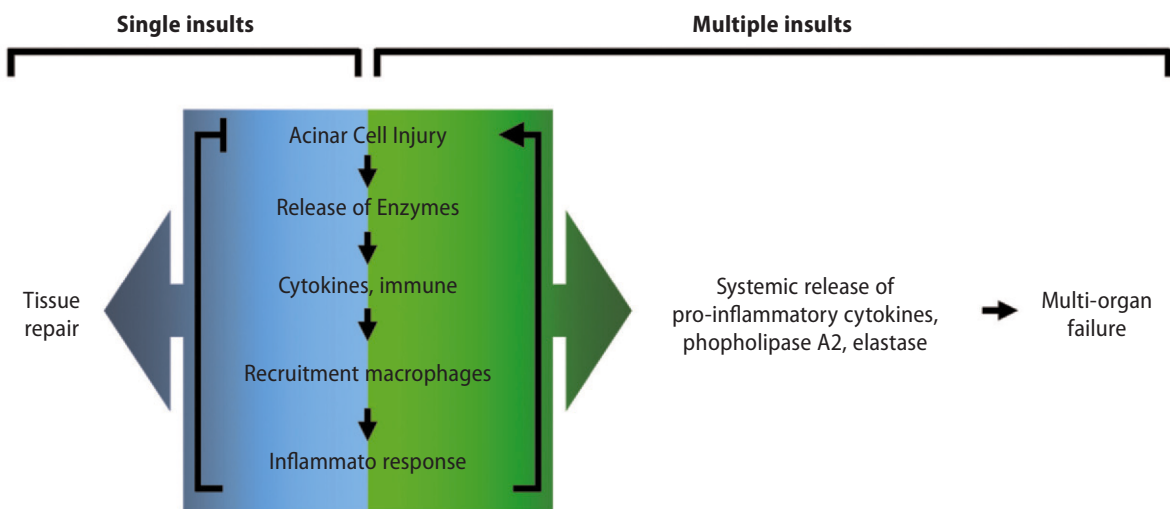 Single insults
Multiple insults
Acinar Cell Injury
Release of Enzymes
Cytokines, immune
Recruitment macrophages
Inflammato response
Tissue
repair
Systemic release of
pro-inflammatory cytokines,
phopholipase A2, elastase
Multi-organ
failure